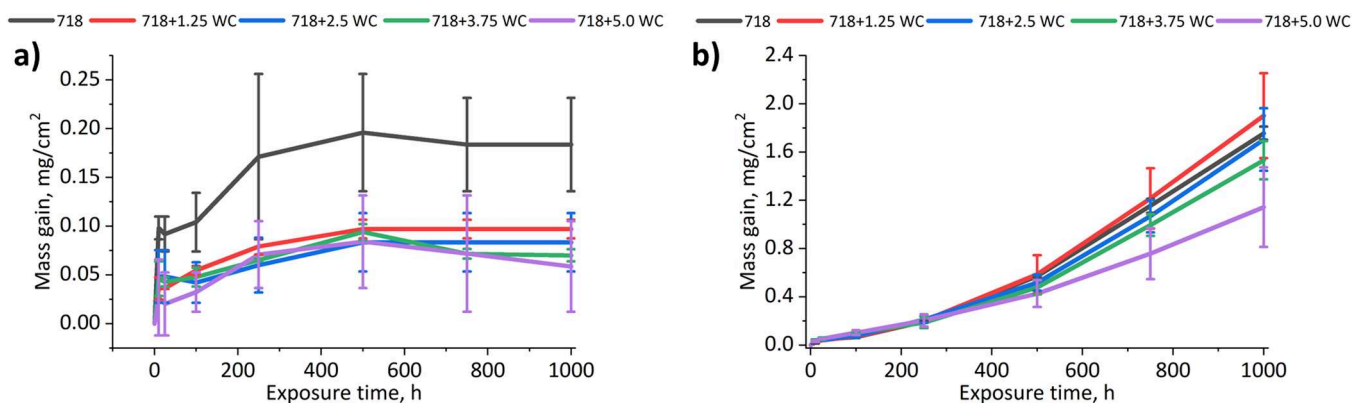 718 718+1.25 WC 718+2.5 WC 718+3.75 WC 718+5.0 WC
a)
0.25
0.20
0.15
0.10
0.05
0.00
Mass gain, mg/cm²
0 200 400 600 800 1000
Exposure time, h
718 718+1.25 WC 718+2.5 WC 718+3.75 WC 718+5.0 WC
b)
2.4
2.0
1.6
1.2
0.8
0.4
0.0
Mass gain, mg/cm²
0 200 400 600 800 1000
Exposure time, h